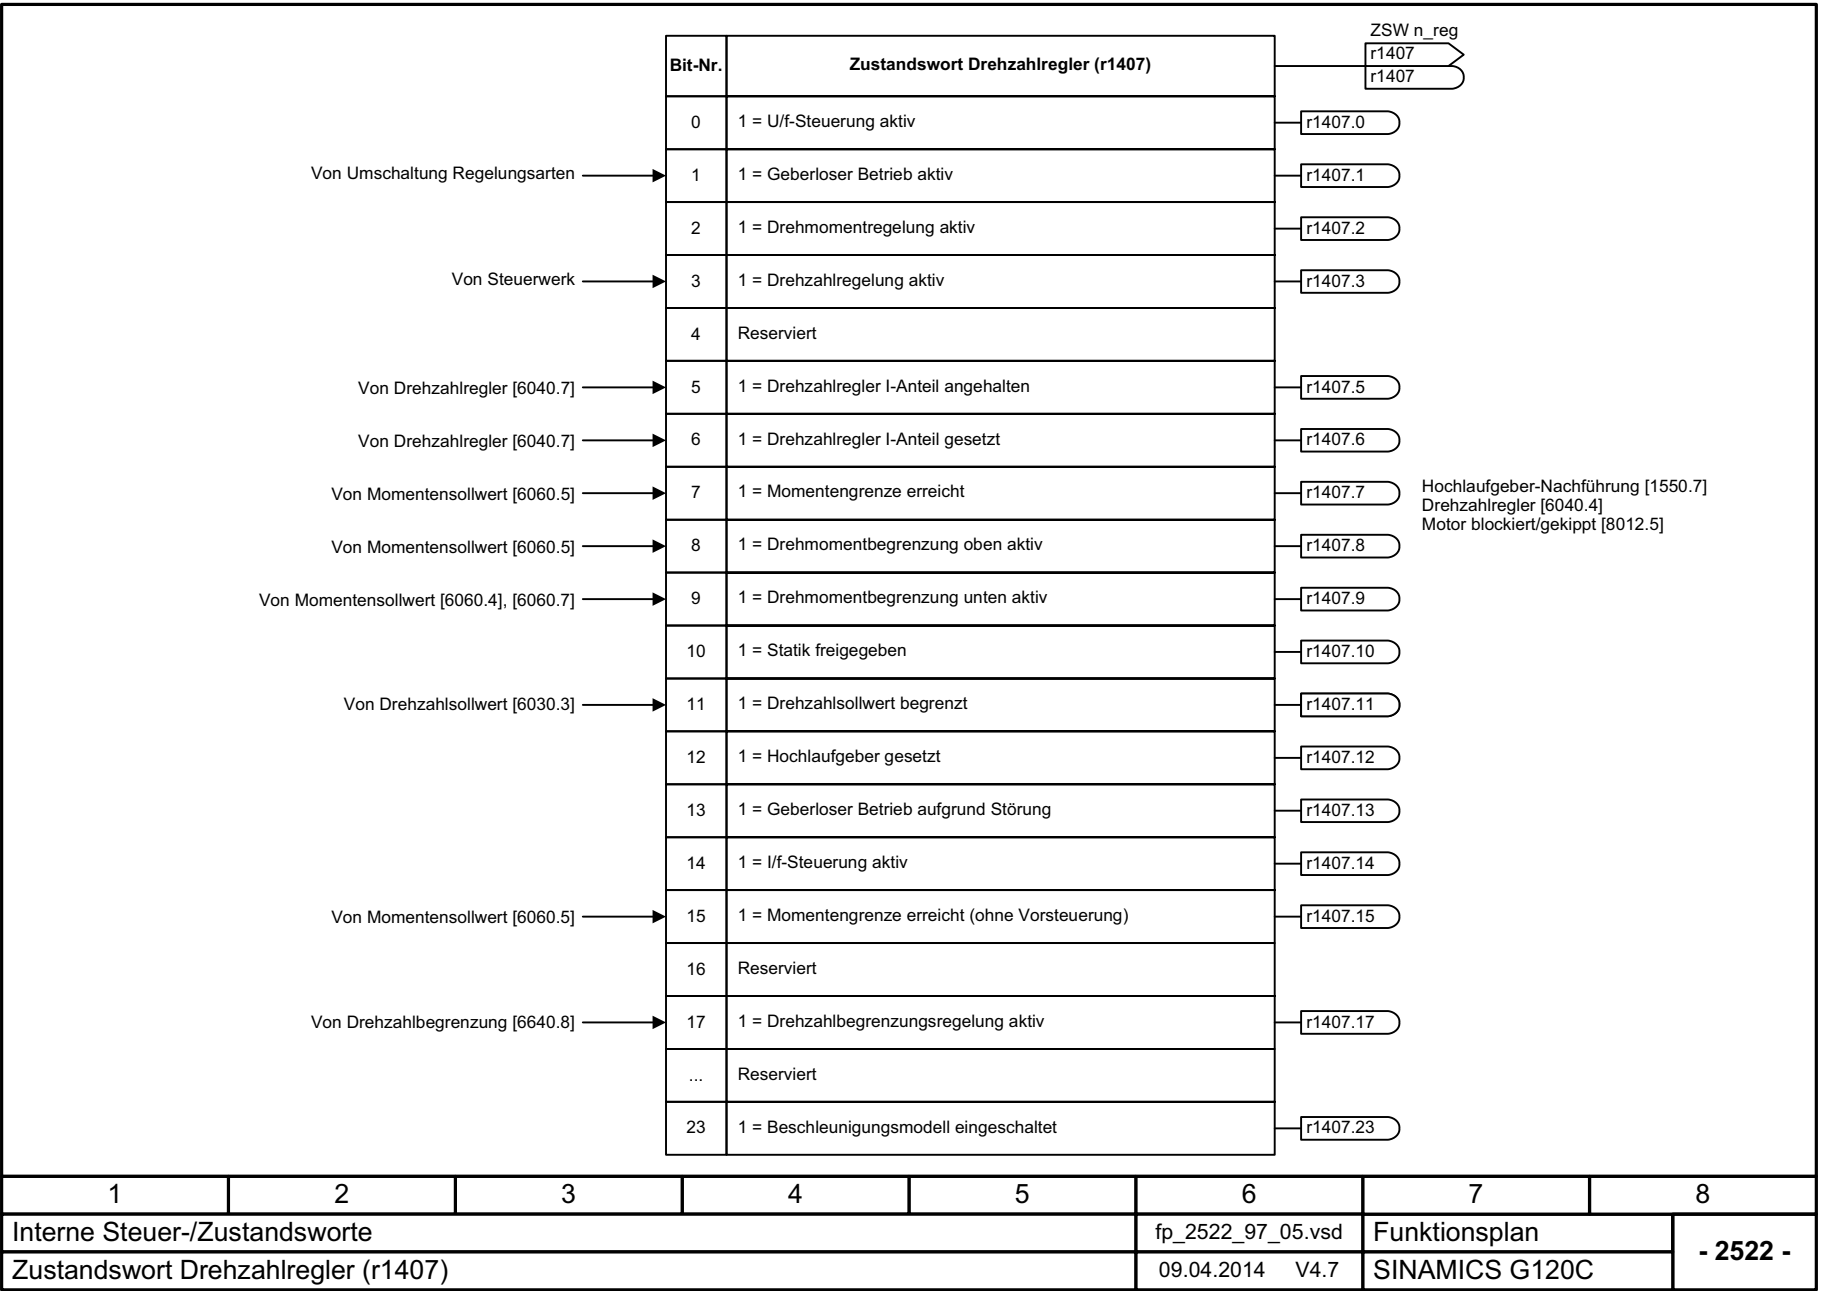 ZSW n_reg
Bit-Nr. Zustandswort Drehzahlregler (r1407) r1407
r1407
0 1 = U/f-Steuerung aktiv r1407.0
Von Umschaltung Regelungsarten 1 1 = Geberloser Betrieb aktiv r1407.1
2 1 = Drehmomentregelung aktiv r1407.2
Von Steuerwerk 3 1 = Drehzahlregelung aktiv r1407.3
4 Reserviert
Von Drehzahlregler [6040.7] 5 1 = Drehzahlregler I-Anteil angehalten r1407.5
Von Drehzahlregler [6040.7] 6 1 = Drehzahlregler I-Anteil gesetzt r1407.6
Von Momentensollwert [6060.5] 7 1 = Momentengrenze erreicht r1407.7 Hochlaufgeber-Nachführung [1550.7]
Drehzahlregler [6040.4]
Motor blockiert/gekippt [8012.5]
Von Momentensollwert [6060.5] 8 1 = Drehmomentbegrenzung oben aktiv r1407.8
Von Momentensollwert [6060.4], [6060.7] 9 1 = Drehmomentbegrenzung unten aktiv r1407.9
10 1 = Statik freigegeben r1407.10
Von Drehzahlsollwert [6030.3] 11 1 = Drehzahlsollwert begrenzt r1407.11
12 1 = Hochlaufgeber gesetzt r1407.12
13 1 = Geberloser Betrieb aufgrund Störung r1407.13
14 1 = I/f-Steuerung aktiv r1407.14
Von Momentensollwert [6060.5] 15 1 = Momentengrenze erreicht (ohne Vorsteuerung) r1407.15
16 Reserviert
Von Drehzahlbegrenzung [6640.8] 17 1 = Drehzahlbegrenzungsregelung aktiv r1407.17
... Reserviert
23 1 = Beschleunigungsmodell eingeschaltet r1407.23
1 2 3 4 5 6 7 8
Interne Steuer-/Zustandsworte fp_2522_97_05.vsd Funktionsplan - 2522 -
Zustandswort Drehzahlregler (r1407) 09.04.2014 V4.7 SINAMICS G120C